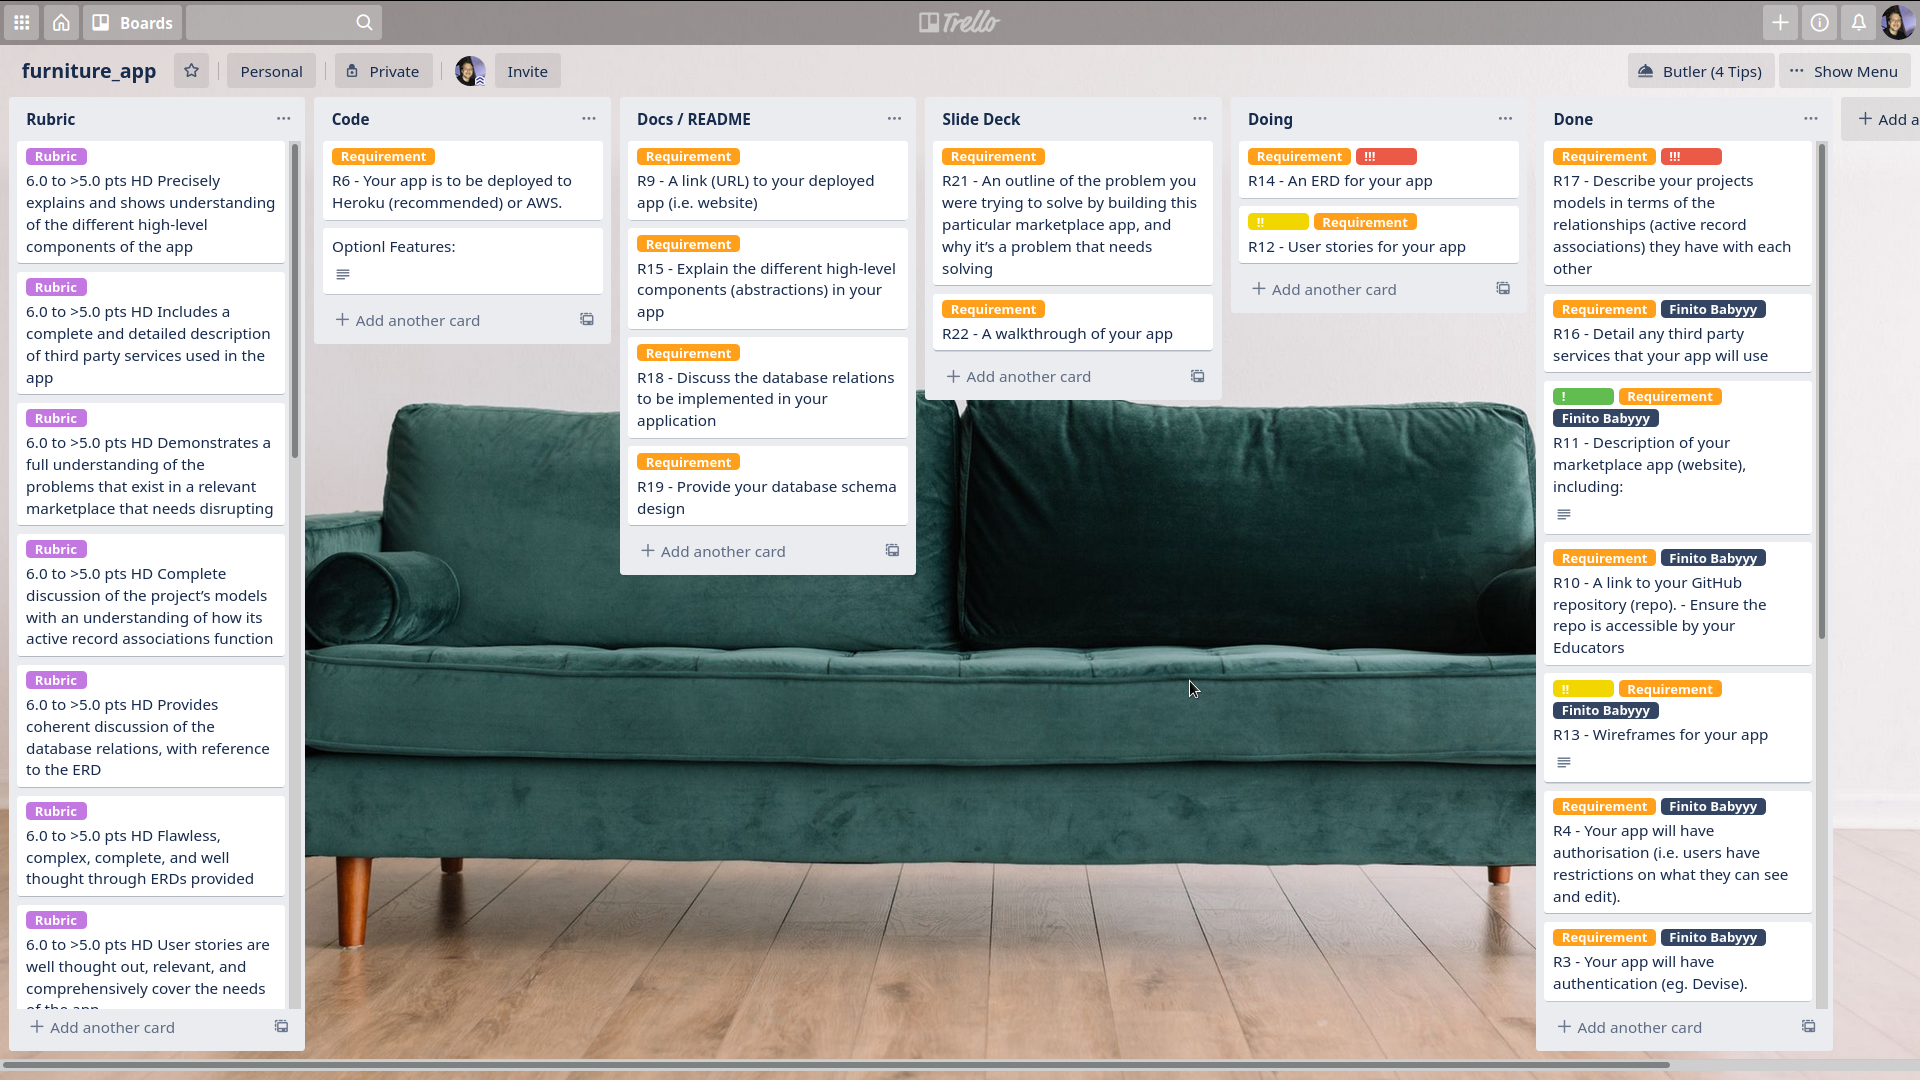 Boards
Trello
furniture_app
Personal
Private
Invite
Butler (4 Tips)
Show Menu
Rubric
Rubric
6.0 to >5.0 pts HD Precisely
explains and shows understanding
of the different high-level
components of the app
Rubric
6.0 to >5.0 pts HD Includes a
complete and detailed description
of third party services used in the
app
Rubric
6.0 to >5.0 pts HD Demonstrates a
full understanding of the
problems that exist in a relevant
marketplace that needs disrupting
Rubric
6.0 to >5.0 pts HD Complete
discussion of the project's models
with an understanding of how its
active record associations function
Rubric
6.0 to >5.0 pts HD Provides
coherent discussion of the
database relations, with reference
to the ERD
Rubric
6.0 to >5.0 pts HD Flawless,
complex, complete, and well
thought through ERDs provided
Rubric
6.0 to >5.0 pts HD User stories are
well thought out, relevant, and
comprehensively cover the needs
of the app
+ Add another card
Code
Requirement
R6 - Your app is to be deployed to
Heroku (recommended) or AWS.
Optionl Features:
+ Add another card
Docs / README
Requirement
R9 - A link (URL) to your deployed
app (i.e. website)
Requirement
R15 - Explain the different high-level
components (abstractions) in your
app
Requirement
R18 - Discuss the database relations
to be implemented in your
application
Requirement
R19 - Provide your database schema
design
+ Add another card
Slide Deck
Requirement
R21 - An outline of the problem you
were trying to solve by building this
particular marketplace app, and
why it's a problem that needs
solving
Requirement
R22 - A walkthrough of your app
+ Add another card
Doing
Requirement !!!
R14 - An ERD for your app
!! Requirement
R12 - User stories for your app
+ Add another card
Done
Requirement !!!
R17 - Describe your projects
models in terms of the
relationships (active record
associations) they have with each
other
Requirement Finito Babyyy
R16 - Detail any third party
services that your app will use
! Requirement
Finito Babyyy
R11 - Description of your
marketplace app (website),
including:
Requirement Finito Babyyy
R10 - A link to your GitHub
repository (repo). - Ensure the
repo is accessible by your
Educators
!! Requirement
Finito Babyyy
R13 - Wireframes for your app
Requirement Finito Babyyy
R4 - Your app will have
authorisation (i.e. users have
restrictions on what they can see
and edit).
Requirement Finito Babyyy
R3 - Your app will have
authentication (eg. Devise).
+ Add another card
+ Add a